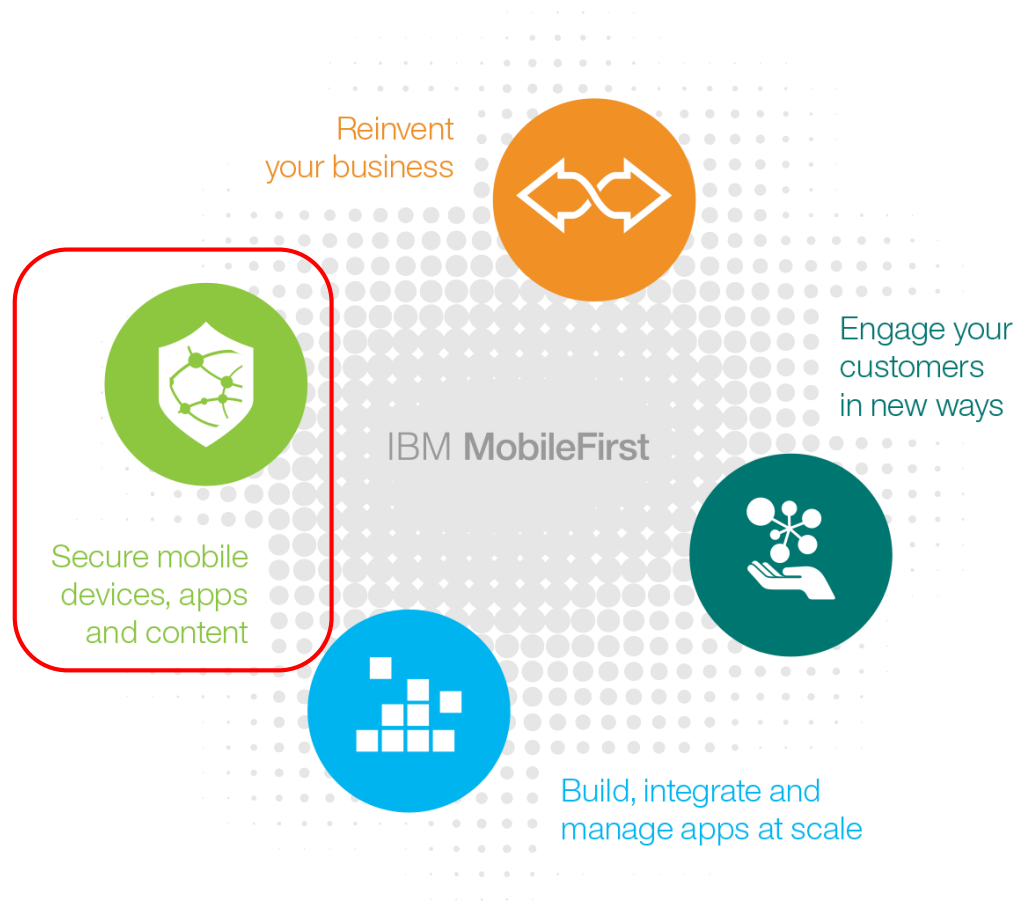 Reinvent
your business
Engage your
customers
in new ways
IBM MobileFirst
Secure mobile
devices, apps
and content
Build, integrate and
manage apps at scale